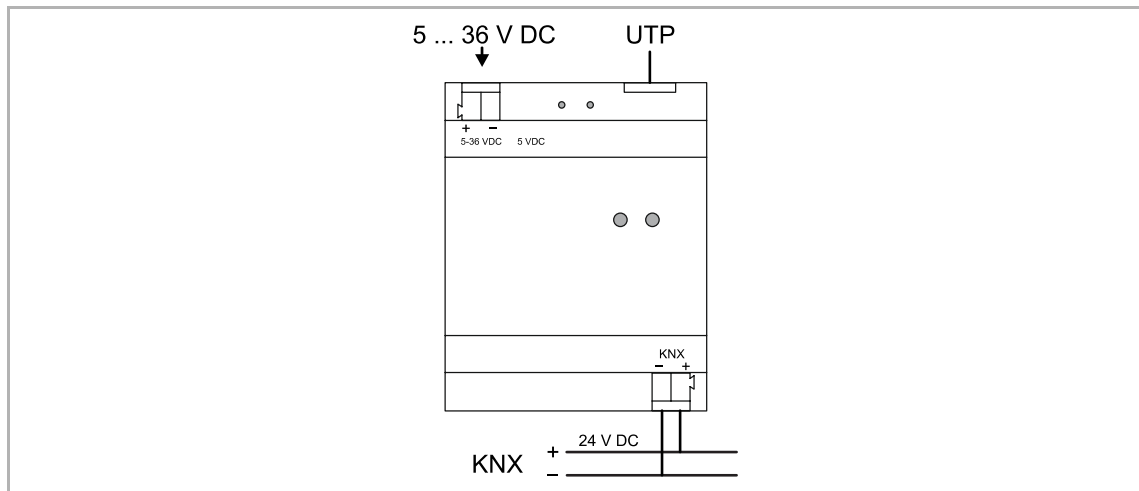 5 ... 36 V DC UTP
+ –
5-36 VDC 5 VDC
KNX
– +
24 V DC
KNX +
–